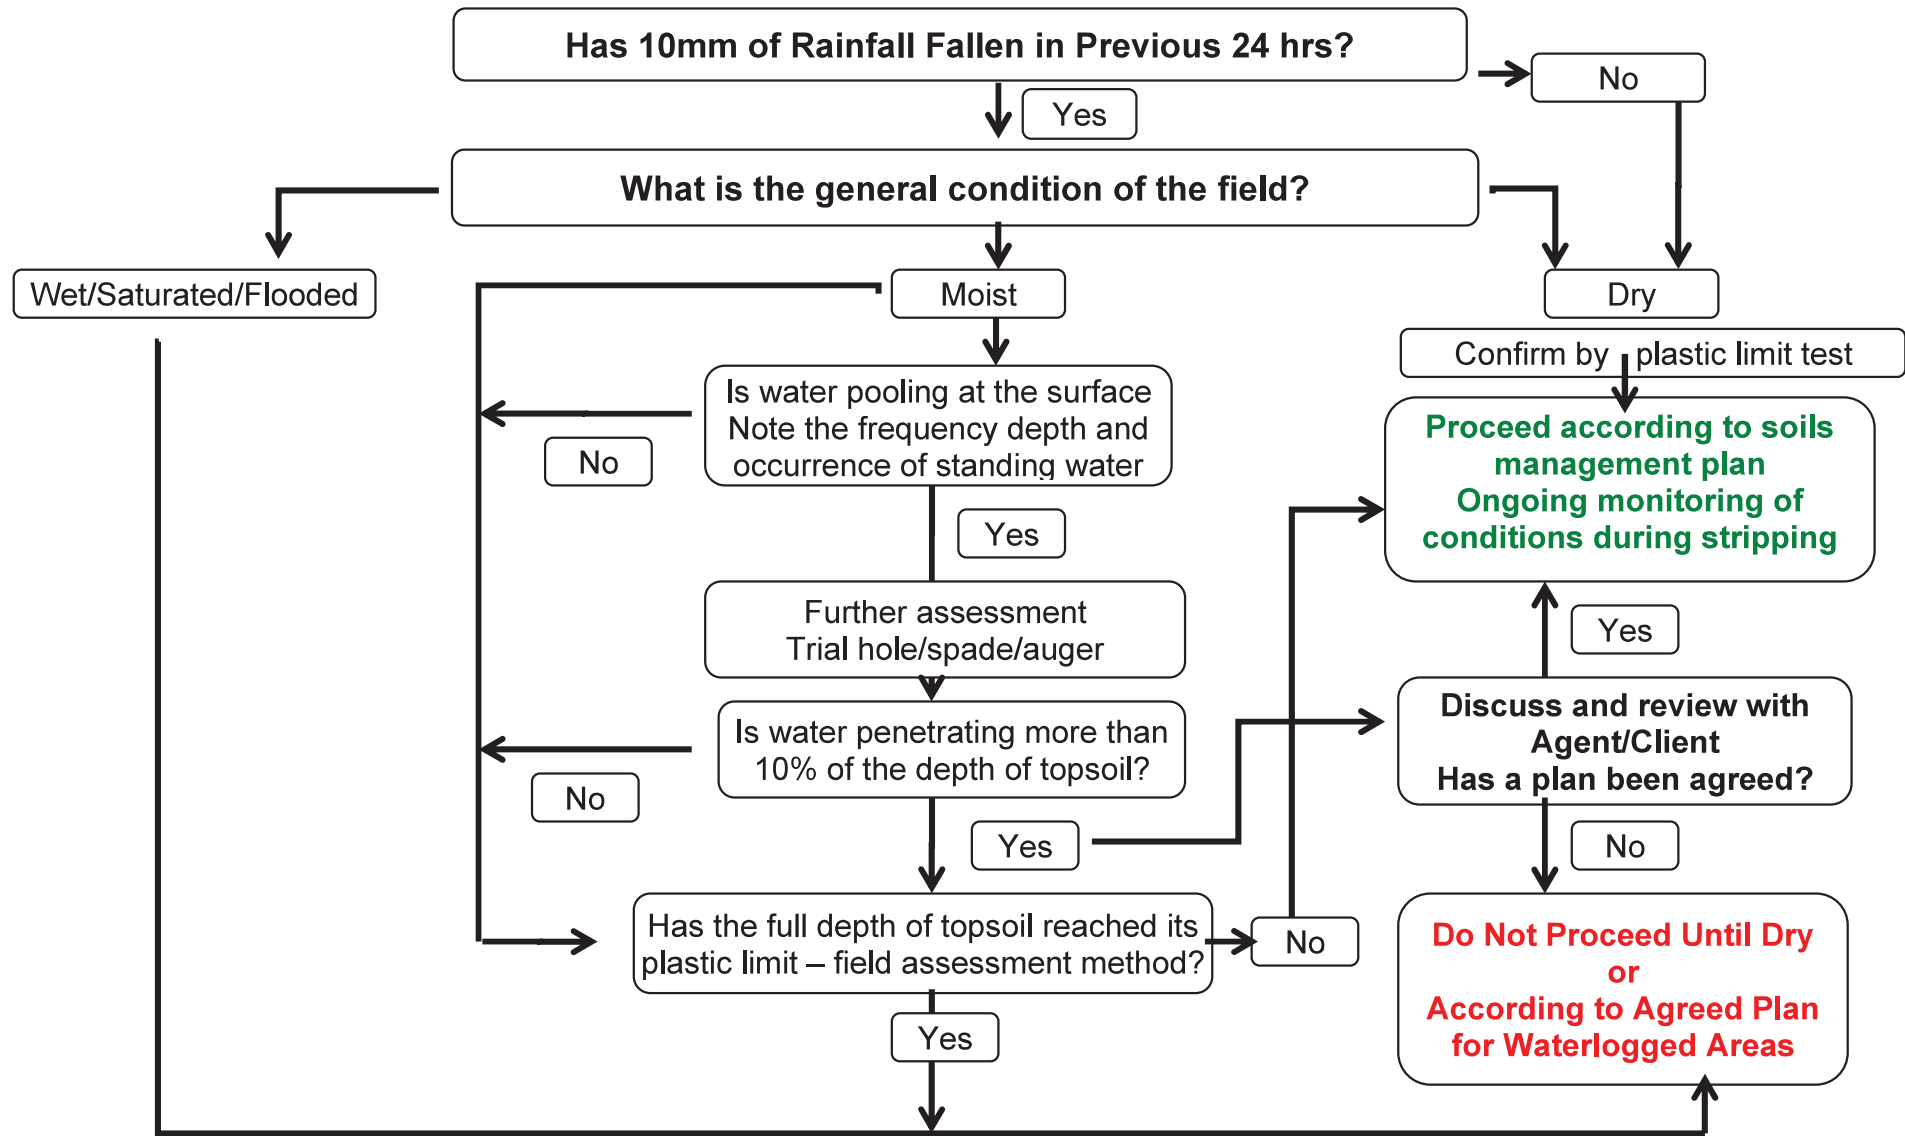 Has 10mm of Rainfall Fallen in Previous 24 hrs?
No
Yes
What is the general condition of the field?
Wet/Saturated/Flooded
Moist
Dry
Confirm by plastic limit test
Is water pooling at the surface
Note the frequency depth and
occurrence of standing water
No
Yes
Proceed according to soils
management plan
Ongoing monitoring of
conditions during stripping
Further assessment
Trial hole/spade/auger
Yes
Is water penetrating more than
10% of the depth of topsoil?
No
Yes
Discuss and review with
Agent/Client
Has a plan been agreed?
No
Has the full depth of topsoil reached its
plastic limit – field assessment method?
No
Yes
Do Not Proceed Until Dry
or
According to Agreed Plan
for Waterlogged Areas